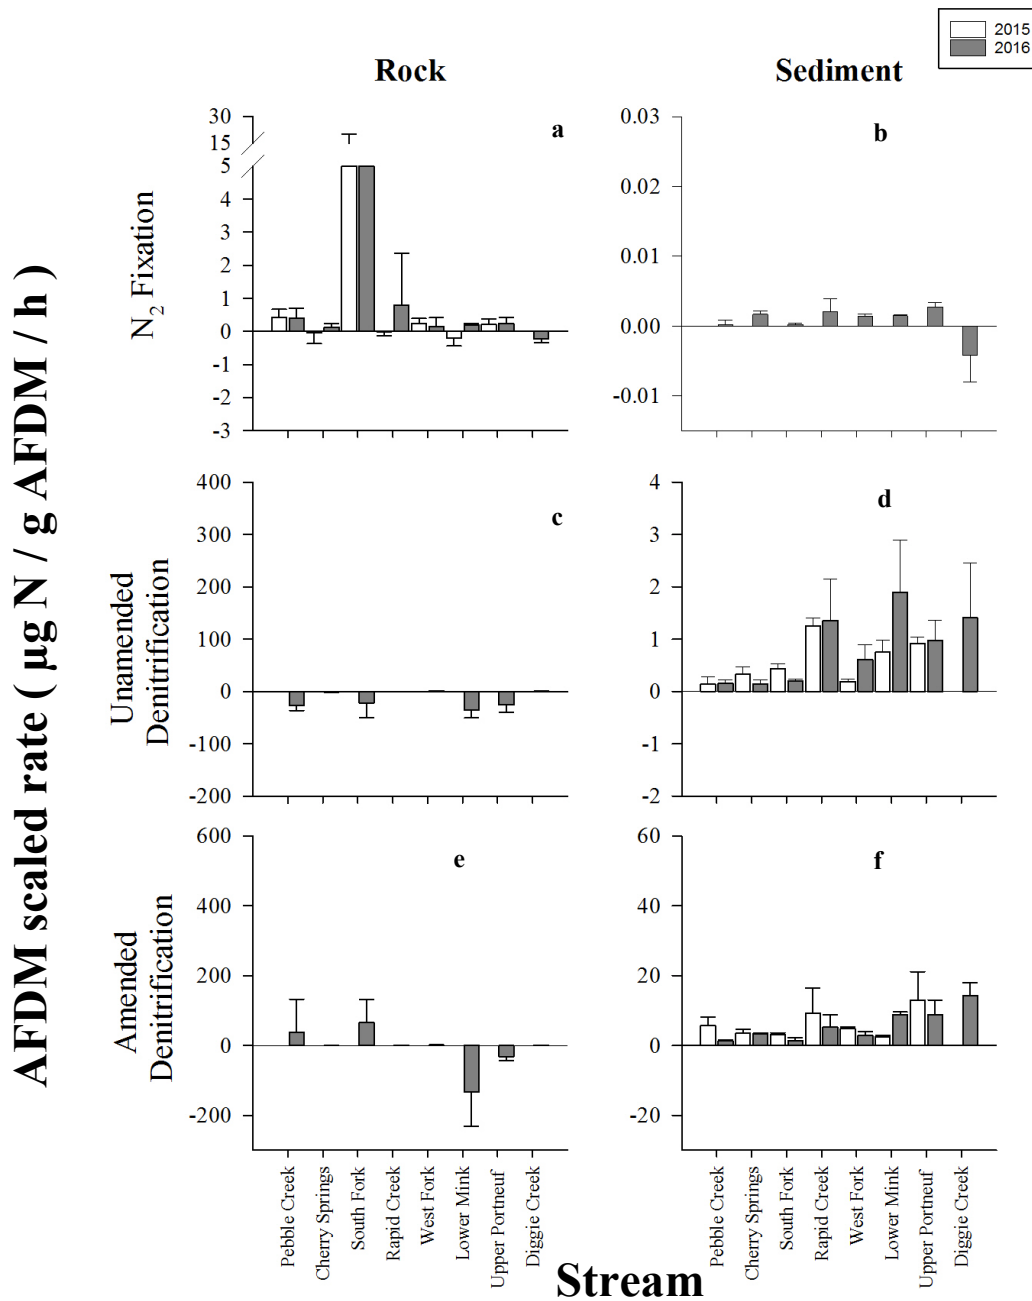 2015
2016
Rock
Sediment
AFDM scaled rate ( µg N / g AFDM / h )
N2 Fixation
30
15
5
4
3
2
1
0
-1
-2
-3
a
0.03
0.02
0.01
0.00
-0.01
b
Unamended
Denitrification
400
300
200
100
0
-100
-200
c
4
3
2
1
0
-1
-2
d
Amended
Denitrification
600
400
200
0
-200
e
60
40
20
0
-20
f
Pebble Creek
Cherry Springs
South Fork
Rapid Creek
West Fork
Lower Mink
Upper Portneuf
Diggie Creek
Pebble Creek
Cherry Springs
South Fork
Rapid Creek
West Fork
Lower Mink
Upper Portneuf
Diggie Creek
Stream